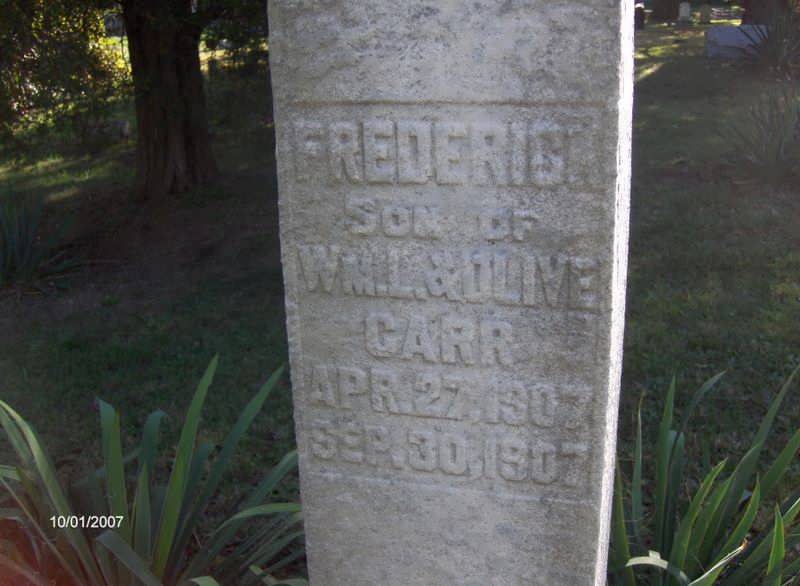 FREDERICK
SON OF
WM. L. & OLIVE
CARR
APR. 27, 1907
SEP. 30, 1907
10/01/2007